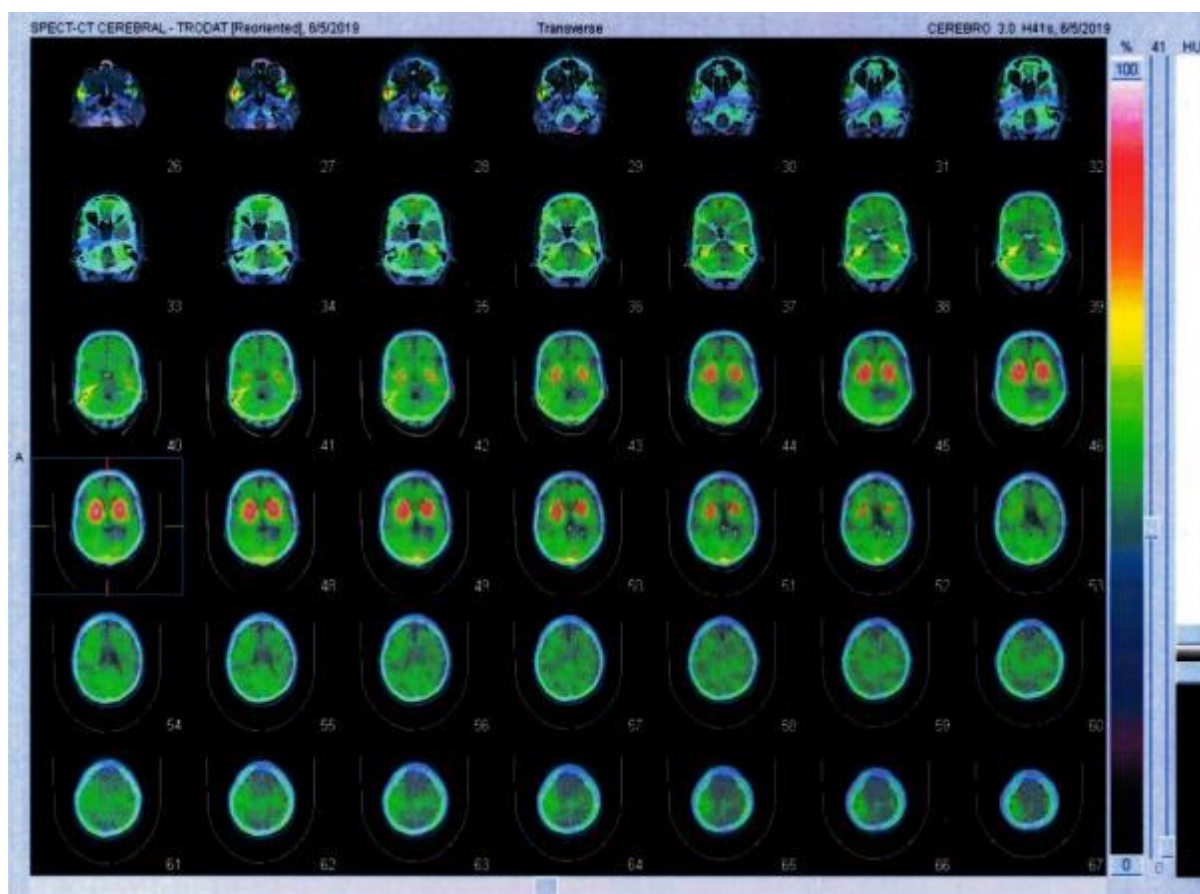 SPECT-CT CEREBRAL - TRODAT [Reoriented], 6/5/2019 Transverse CEREBRO 3.0 H41s, 6/5/2019
% 41 HU
100
26 27 28 29 30 31 32
33 34 35 36 37 38 39
40 41 42 43 44 45 46
A
48 49 50 51 52 53
54 55 56 57 58 59 60
61 62 63 64 65 66 67
0 0